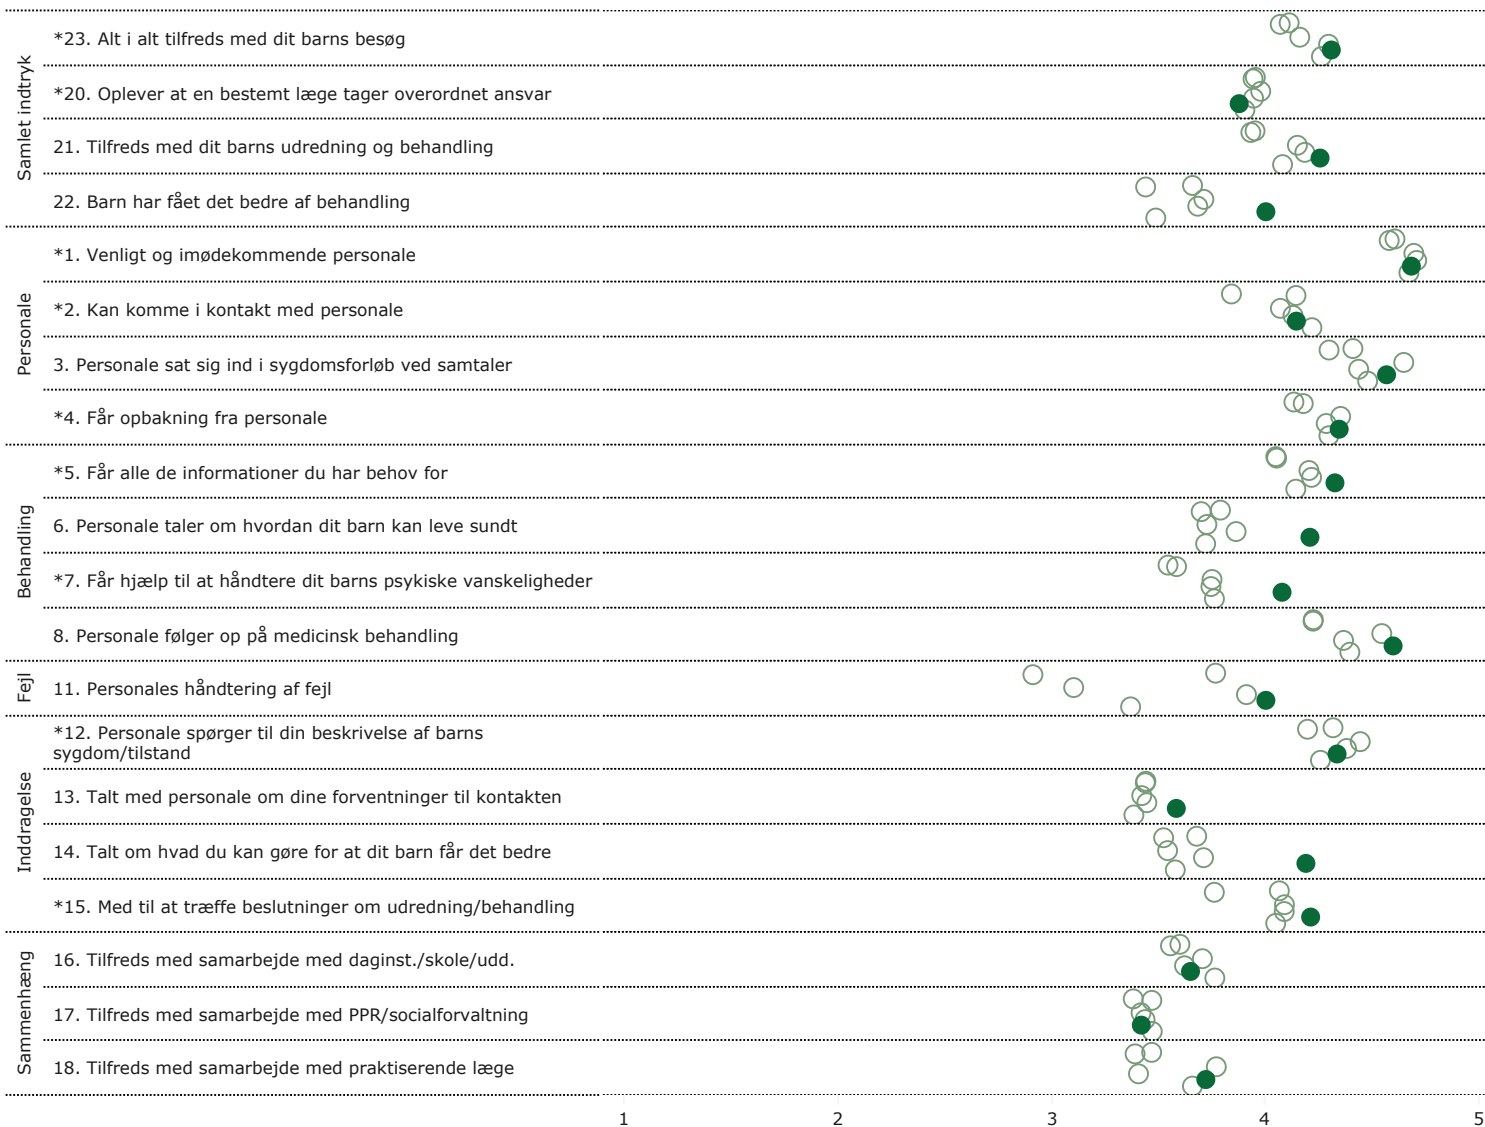 Samlet indtryk
*23. Alt i alt tilfreds med dit barns besøg
*20. Oplever at en bestemt læge tager overordnet ansvar
21. Tilfreds med dit barns udredning og behandling
22. Barn har fået det bedre af behandling
Personale
*1. Venligt og imødekommende personale
*2. Kan komme i kontakt med personale
3. Personale sat sig ind i sygdomsforløb ved samtaler
*4. Får opbakning fra personale
Behandling
*5. Får alle de informationer du har behov for
6. Personale taler om hvordan dit barn kan leve sundt
*7. Får hjælp til at håndtere dit barns psykiske vanskeligheder
8. Personale følger op på medicinsk behandling
Fejl
11. Personales håndtering af fejl
Inddragelse
*12. Personale spørger til din beskrivelse af barns
sygdom/tilstand
13. Talt med personale om dine forventninger til kontakten
14. Talt om hvad du kan gøre for at dit barn får det bedre
*15. Med til at træffe beslutninger om udredning/behandling
Sammenhæng
16. Tilfreds med samarbejde med daginst./skole/udd.
17. Tilfreds med samarbejde med PPR/socialforvaltning
18. Tilfreds med samarbejde med praktiserende læge
1 2 3 4 5